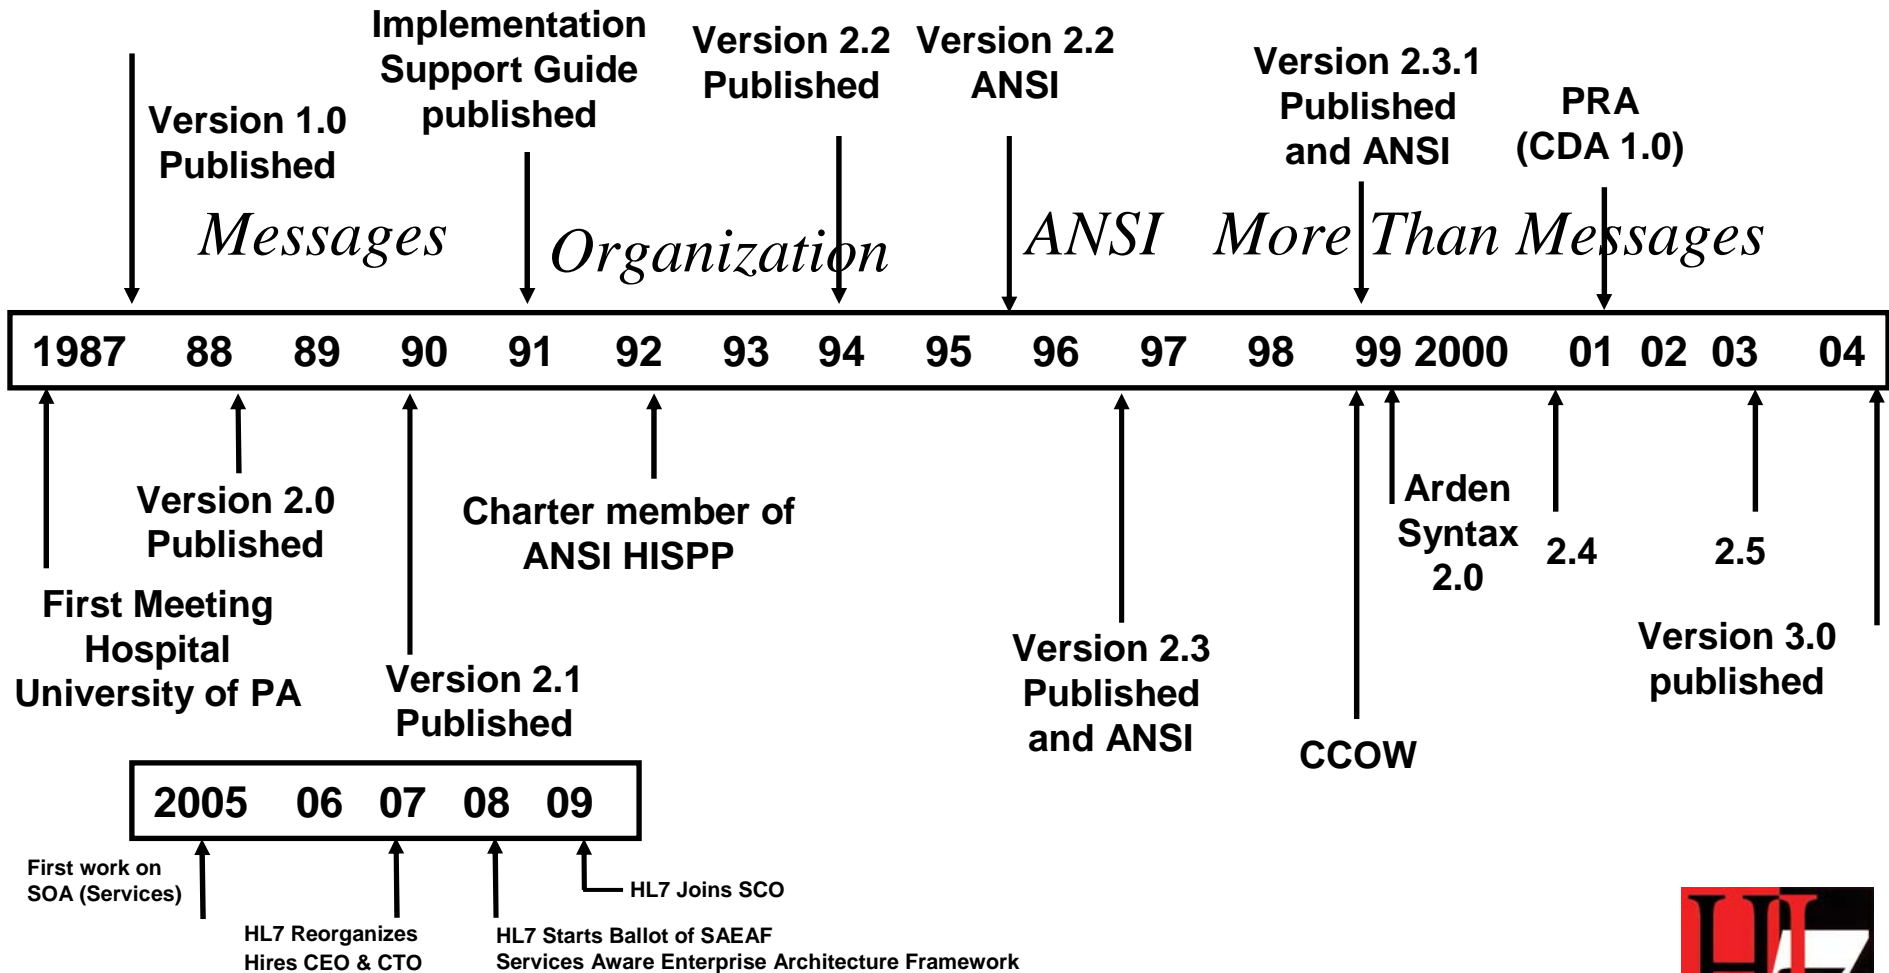 Implementation
Support Guide
published
Version 2.2
Published
Version 2.2
ANSI
Version 2.3.1
Published
and ANSI
PRA
(CDA 1.0)
Version 1.0
Published
Messages
Organization
ANSI
More Than Messages
1987 88 89 90 91 92 93 94 95 96 97 98 99 2000 01 02 03 04
Version 2.0
Published
Charter member of
ANSI HISPP
Arden
Syntax
2.0
2.4
2.5
First Meeting
Hospital
University of PA
Version 2.1
Published
Version 2.3
Published
and ANSI
CCOW
Version 3.0
published
2005 06 07 08 09
First work on
SOA (Services)
HL7 Joins SCO
HL7 Reorganizes
Hires CEO & CTO
HL7 Starts Ballot of SAEAF
Services Aware Enterprise Architecture Framework
HL7